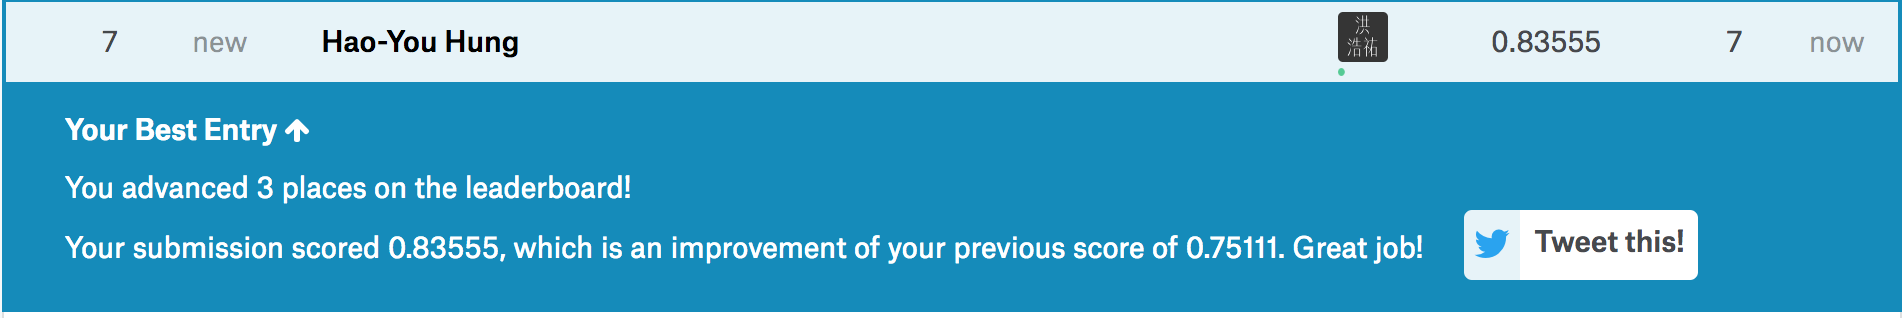 7 new Hao-You Hung 洪浩祐 0.83555 7 now
Your Best Entry
You advanced 3 places on the leaderboard!
Your submission scored 0.83555, which is an improvement of your previous score of 0.75111. Great job!
Tweet this!